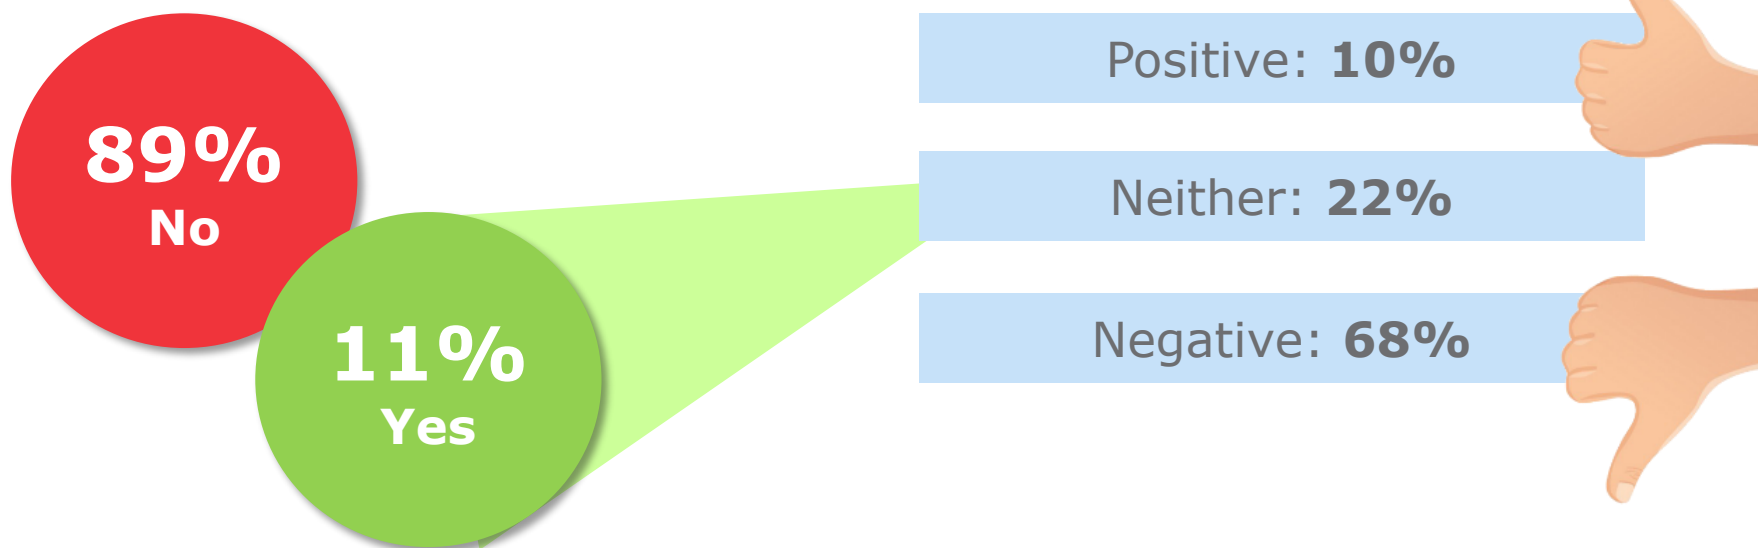 89%
No
11%
Yes
Positive: 10%
Neither: 22%
Negative: 68%